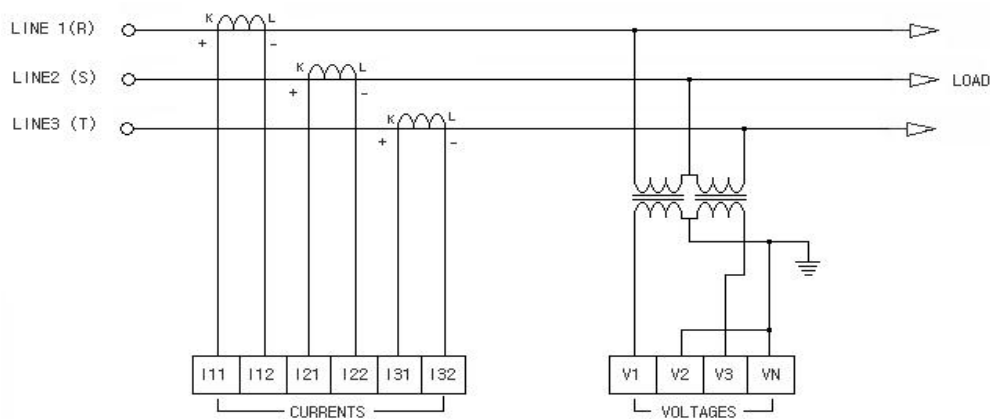 K L
LINE 1(R)
+ -
K L
LINE2 (S)
+ -
LOAD
K L
LINE3 (T)
+ -
I11 I12 I21 I22 I31 I32
V1 V2 V3 VN
CURRENTS
VOLTAGES